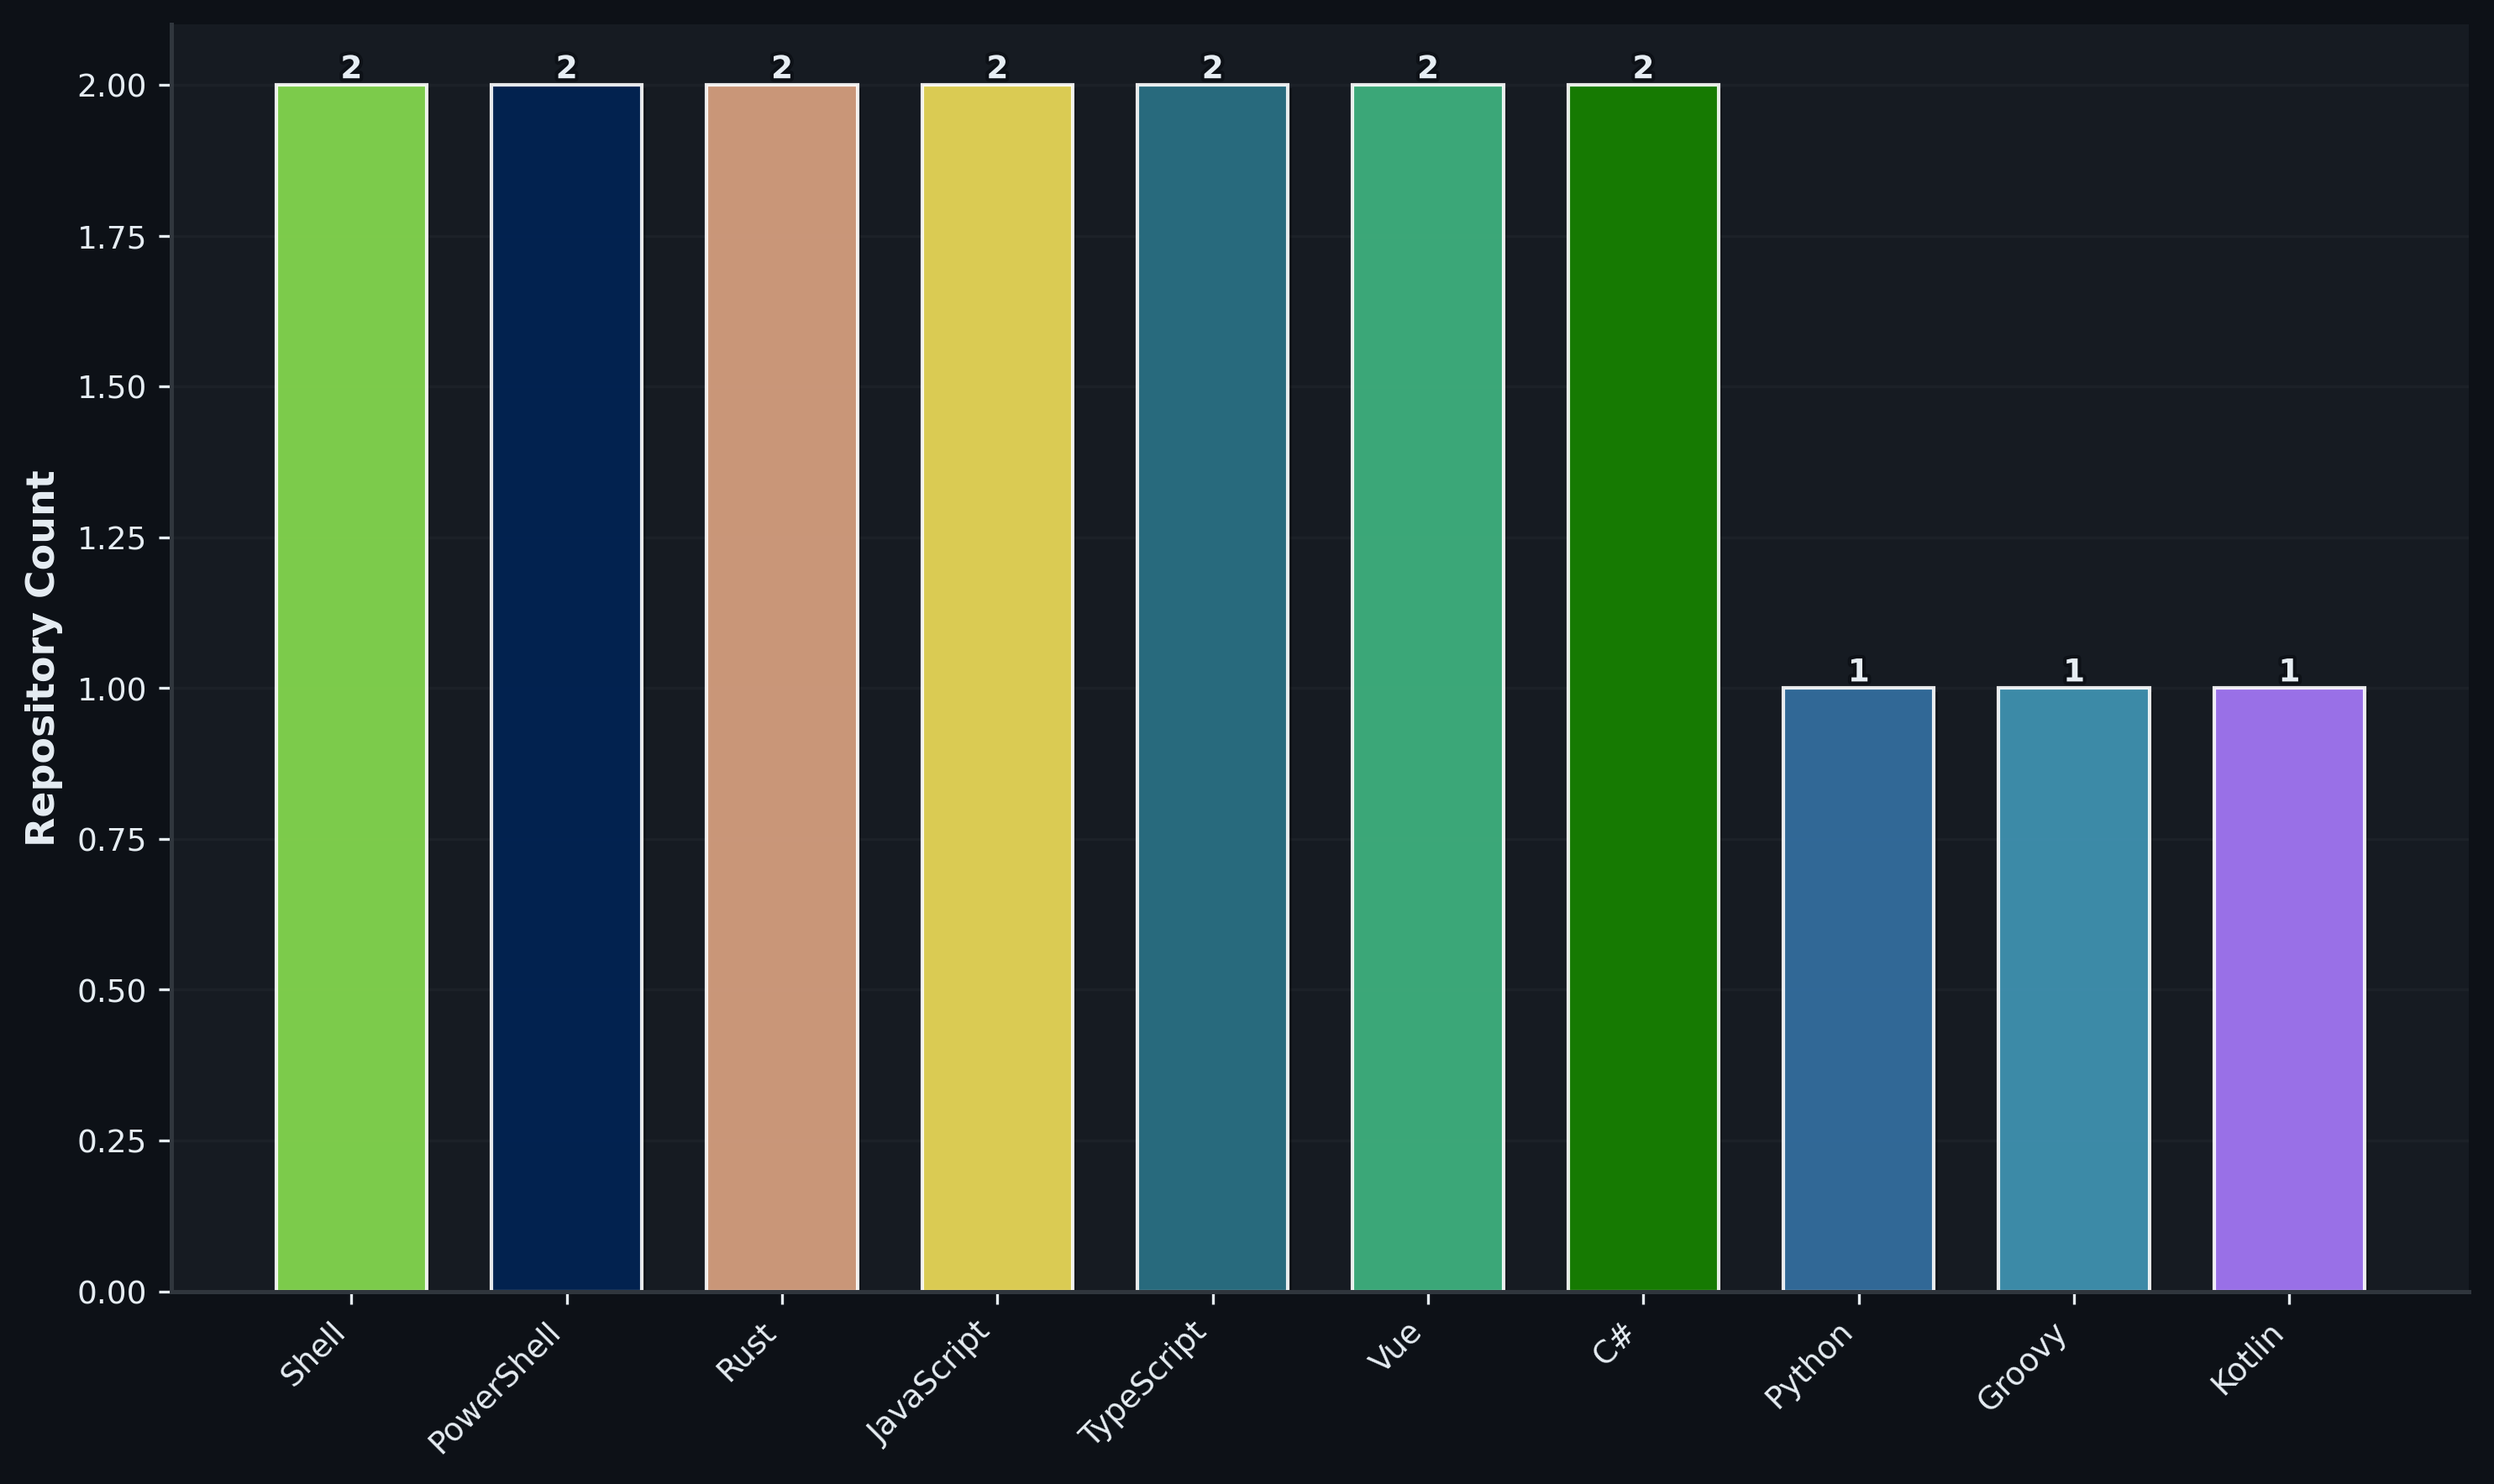 2 2 2 2 2 2 2
2.00
1.75
1.50
1.25
1 1 1
1.00
0.75
0.50
0.25
0.00
Repository Count
Shell
PowerShell
Rust
JavaScript
TypeScript
Vue
C#
Python
Groovy
Kotlin